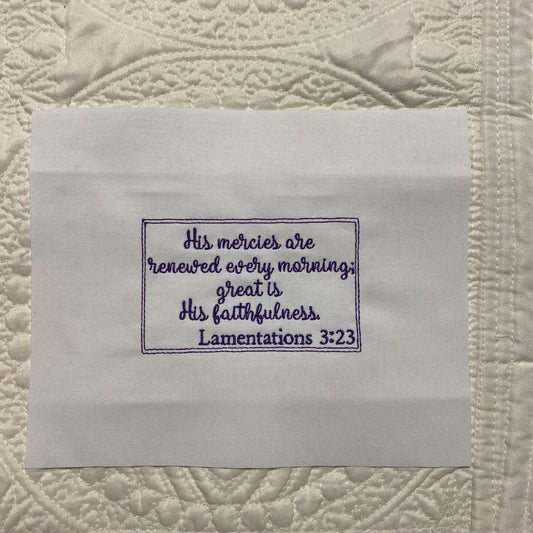 His mercies are
renewed every morning;
great is
His faithfulness.
Lamentations 3:23